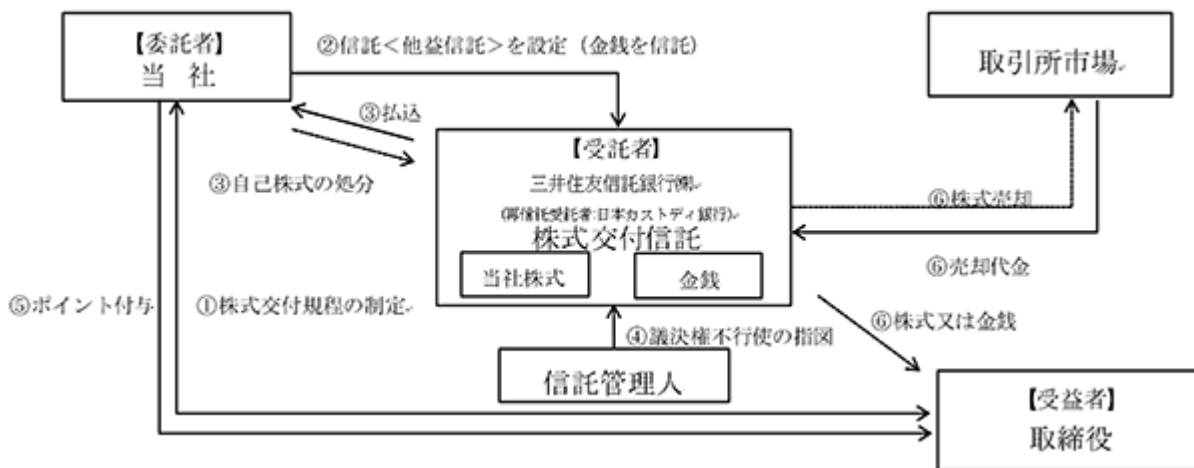 【委託者】
当 社
②信託<他益信託>を設定（金銭を信託）
取引所市場
③払込
③自己株式の処分
【受託者】
三井住友信託銀行㈱
(再信託受託者:日本カストディ銀行)
株式交付信託
当社株式
金銭
⑥株式売却
⑥売却代金
⑤ポイント付与
①株式交付規程の制定
④議決権不行使の指図
⑥株式又は金銭
信託管理人
【受益者】
取締役